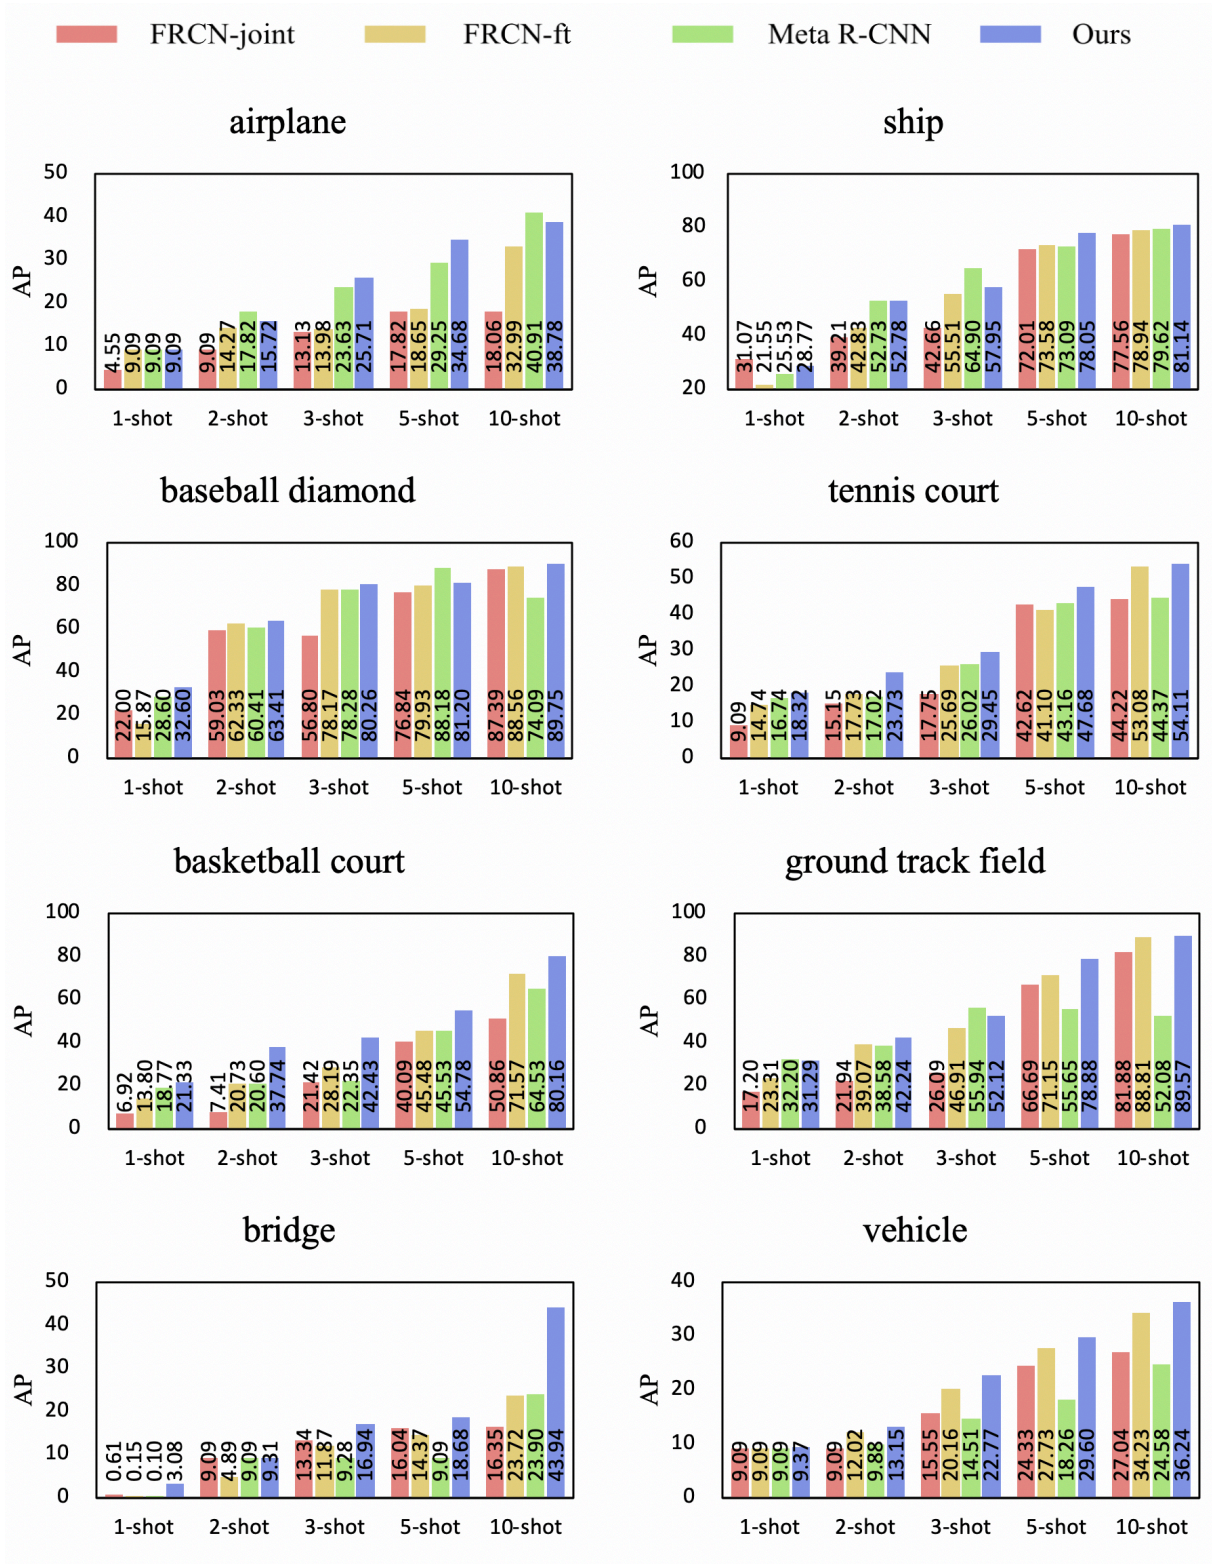 FRCN-joint FRCN-ft Meta R-CNN Ours
airplane
AP
50
40
30
20
10
0
4.55 9.09 9.09 9.09 9.09 14.27 17.82 15.72 13.13 13.98 23.63 25.71 17.82 18.65 29.25 34.68 18.06 32.99 40.91 38.78
1-shot 2-shot 3-shot 5-shot 10-shot
ship
AP
100
80
60
40
20
31.07 21.55 25.53 28.77 39.21 42.83 52.73 52.78 42.66 55.51 64.90 57.95 72.01 73.58 73.09 78.05 77.56 78.94 79.62 81.14
1-shot 2-shot 3-shot 5-shot 10-shot
baseball diamond
AP
100
80
60
40
20
0
22.00 15.87 28.60 32.60 59.03 62.33 60.41 63.41 56.80 78.17 78.28 80.26 76.84 79.93 88.18 81.20 87.39 88.56 74.09 89.75
1-shot 2-shot 3-shot 5-shot 10-shot
tennis court
AP
60
50
40
30
20
10
0
9.09 14.74 16.74 18.32 15.15 17.73 17.02 23.73 17.75 25.69 26.02 29.45 42.62 41.10 43.16 47.68 44.22 53.08 44.37 54.11
1-shot 2-shot 3-shot 5-shot 10-shot
basketball court
AP
100
80
60
40
20
0
6.92 13.80 18.77 21.33 7.41 20.73 20.60 37.74 21.42 28.19 22.35 42.43 40.09 45.48 45.53 54.78 50.86 71.57 64.53 80.16
1-shot 2-shot 3-shot 5-shot 10-shot
ground track field
AP
100
80
60
40
20
0
17.20 23.31 32.20 31.29 21.94 39.07 38.58 42.24 26.09 46.91 55.94 52.12 66.69 71.15 55.65 78.88 81.88 88.81 52.08 89.57
1-shot 2-shot 3-shot 5-shot 10-shot
bridge
AP
50
40
30
20
10
0
0.61 0.15 0.10 3.08 9.09 4.89 9.09 9.31 13.34 11.87 9.28 16.94 16.04 14.37 9.09 18.68 16.35 23.72 23.90 43.94
1-shot 2-shot 3-shot 5-shot 10-shot
vehicle
AP
40
30
20
10
0
9.09 9.09 9.09 9.37 9.09 12.02 9.88 13.15 15.55 20.16 14.51 22.77 24.33 27.73 18.26 29.60 27.04 34.23 24.58 36.24
1-shot 2-shot 3-shot 5-shot 10-shot